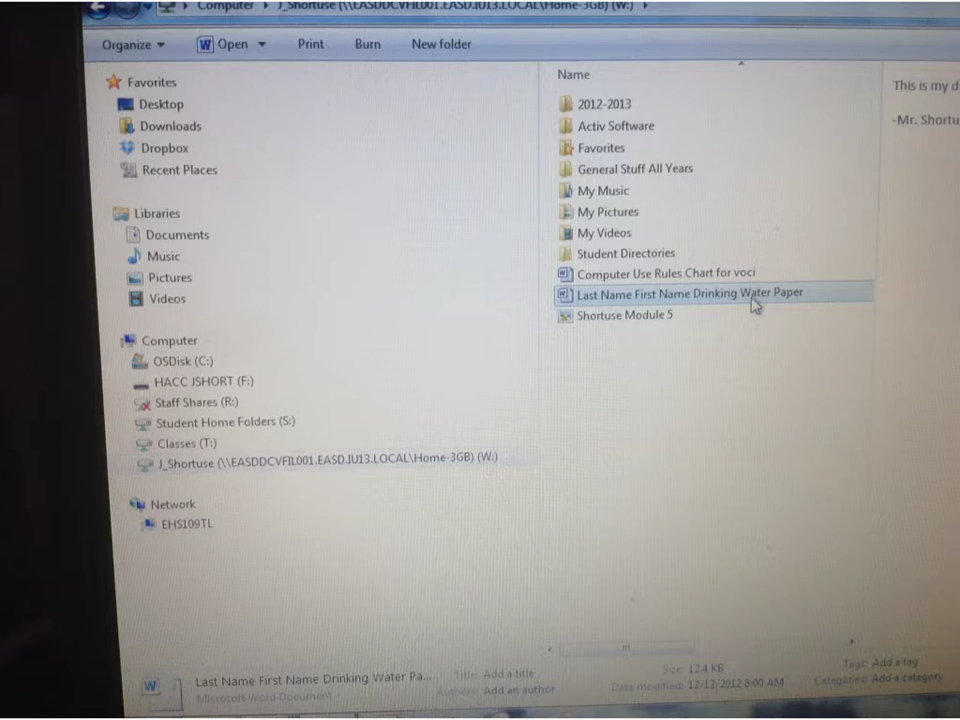 Computer J_Shortuse (\\EASDDCVFIL001.EASD.IU13.LOCAL\Home-3GB) (W:)
Organize Open Print Burn New folder
Favorites
Desktop
Downloads
Dropbox
Recent Places
Libraries
Documents
Music
Pictures
Videos
Computer
OSDisk (C:)
HACC JSHORT (F:)
Staff Shares (R:)
Student Home Folders (S:)
Classes (T:)
J_Shortuse (\\EASDDCVFIL001.EASD.IU13.LOCAL\Home-3GB) (W:)
Network
EHS109TL
Name
2012-2013
Activ Software
Favorites
General Stuff All Years
My Music
My Pictures
My Videos
Student Directories
Computer Use Rules Chart for voci
Last Name First Name Drinking Water Paper
Shortuse Module 5
This is my d
-Mr. Shortu
Last Name First Name Drinking Water Pa... Title: Add a title Size: 12.4 KB Tags: Add a tag
Microsoft Word Document Authors: Add an author Date modified: 12/13/2012 8:00 AM Categories: Add a category